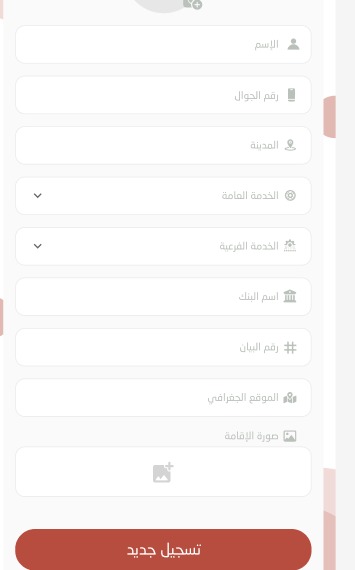 الإسم
رقم الجوال
المدينة
الخدمة العامة
الخدمة الفرعية
اسم البنك
رقم البيان
الموقع الجغرافي
صورة الإقامة
تسجيل جديد